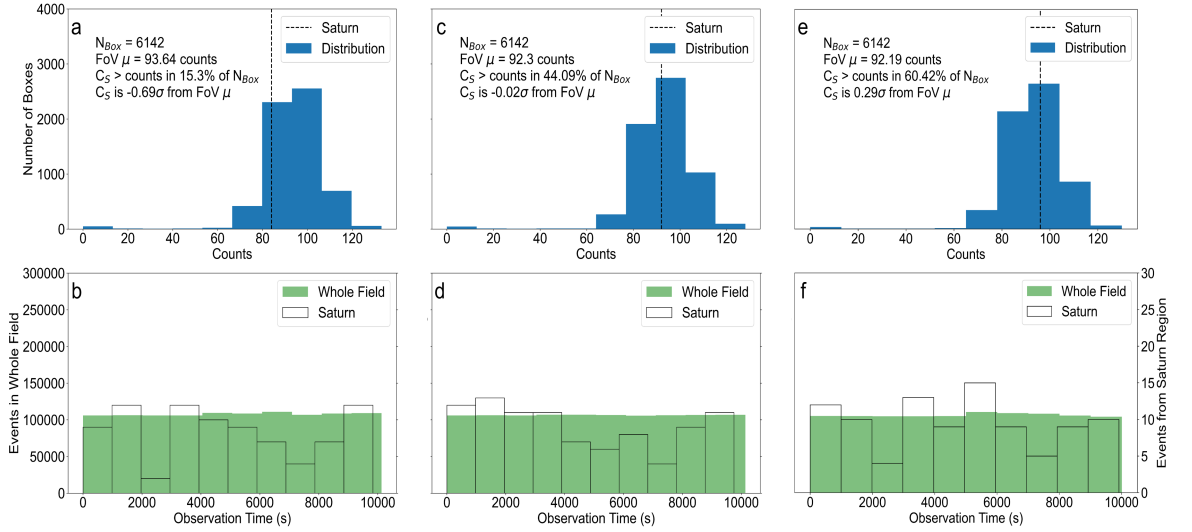 a
N_Box = 6142
FoV μ = 93.64 counts
C_S > counts in 15.3% of N_Box
C_S is -0.69σ from FoV μ
Saturn
Distribution
Number of Boxes
4000
3000
2000
1000
0
0 20 40 60 80 100 120
Counts
c
N_Box = 6142
FoV μ = 92.3 counts
C_S > counts in 44.09% of N_Box
C_S is -0.02σ from FoV μ
Saturn
Distribution
0 20 40 60 80 100 120
Counts
e
N_Box = 6142
FoV μ = 92.19 counts
C_S > counts in 60.42% of N_Box
C_S is 0.29σ from FoV μ
Saturn
Distribution
0 20 40 60 80 100 120
Counts
b
Whole Field
Saturn
Events in Whole Field
300000
250000
200000
150000
100000
50000
0
0 2000 4000 6000 8000 10000
Observation Time (s)
d
Whole Field
Saturn
0 2000 4000 6000 8000 10000
Observation Time (s)
f
Whole Field
Saturn
30
25
20
15
10
5
0
Events from Saturn Region
0 2000 4000 6000 8000 10000
Observation Time (s)